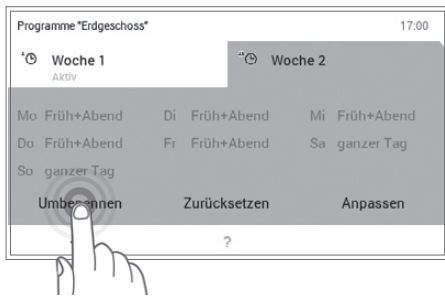 Programme "Erdgeschoss" 17:00
Woche 1 Woche 2
Aktiv
Mo Früh+Abend Di Früh+Abend Mi Früh+Abend
Do Früh+Abend Fr Früh+Abend Sa ganzer Tag
So ganzer Tag
Umbenennen Zurücksetzen Anpassen
?